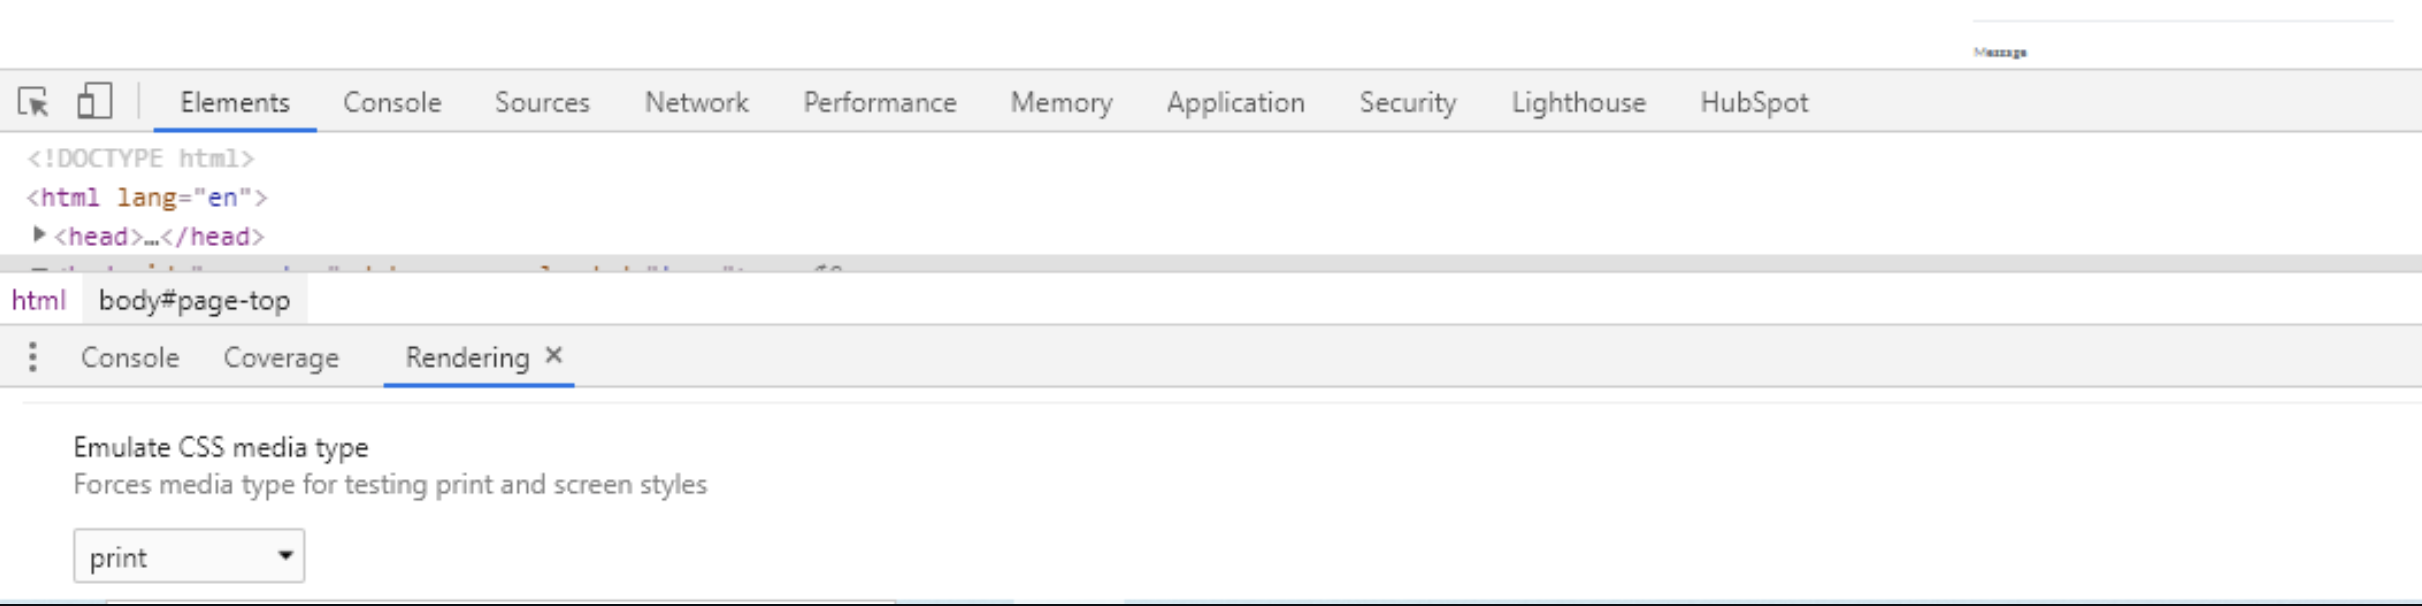 Message
Elements Console Sources Network Performance Memory Application Security Lighthouse HubSpot
<!DOCTYPE html>
<html lang="en">
<head>…</head>
html body#page-top
Console Coverage Rendering ×
Emulate CSS media type
Forces media type for testing print and screen styles
print